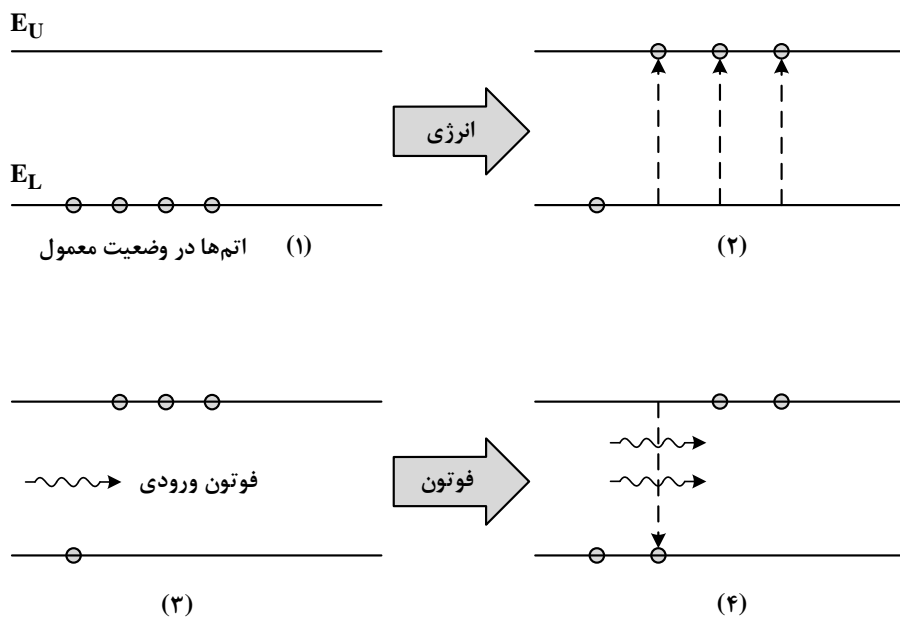 E_U
انرژی
E_L
(۱) اتم‌ها در وضعیت معمول
(۲)
فوتون ورودی
فوتون
(۳)
(۴)